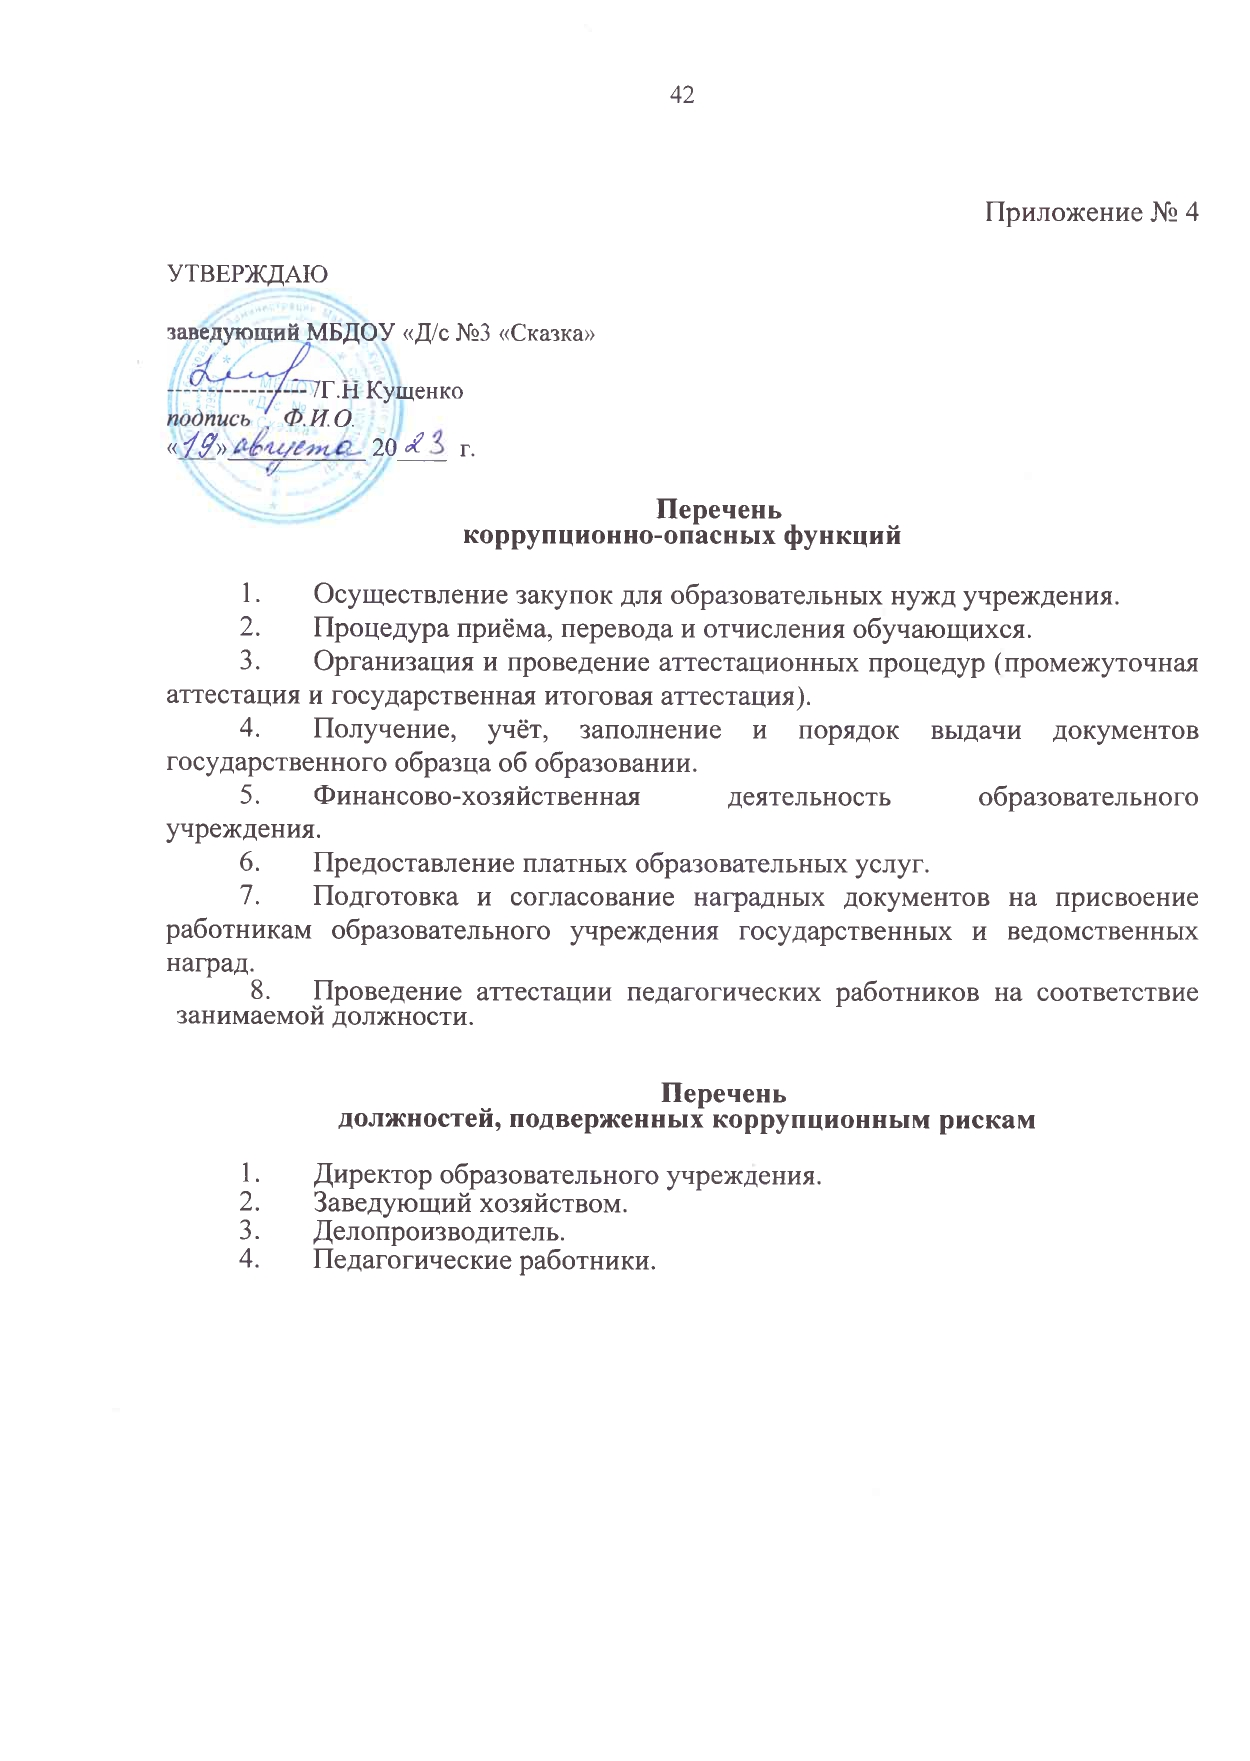 42
Приложение № 4
УТВЕРЖДАЮ
заведующий МБДОУ «Д/с №3 «Сказка»
------------------/Г.Н Кущенко
подпись Ф.И.О.
«19» августа 2023 г.
Перечень
коррупционно-опасных функций
1. Осуществление закупок для образовательных нужд учреждения.
2. Процедура приёма, перевода и отчисления обучающихся.
3. Организация и проведение аттестационных процедур (промежуточная
аттестация и государственная итоговая аттестация).
4. Получение, учёт, заполнение и порядок выдачи документов
государственного образца об образовании.
5. Финансово-хозяйственная деятельность образовательного
учреждения.
6. Предоставление платных образовательных услуг.
7. Подготовка и согласование наградных документов на присвоение
работникам образовательного учреждения государственных и ведомственных
наград.
8. Проведение аттестации педагогических работников на соответствие
занимаемой должности.
Перечень
должностей, подверженных коррупционным рискам
1. Директор образовательного учреждения.
2. Заведующий хозяйством.
3. Делопроизводитель.
4. Педагогические работники.